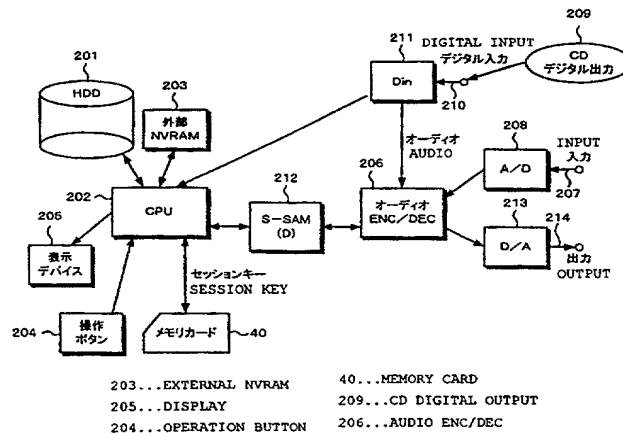 211
DIGITAL INPUT
デジタル入力
209
CD
デジタル出力
201
HDD
203
外部
NVRAM
Din
210
オーディオ
AUDIO
208
A/D
INPUT
入力
207
202
CPU
212
S-SAM
(D)
206
オーディオ
ENC/DEC
213
D/A
214
出力
OUTPUT
205
表示
デバイス
セッションキー
SESSION KEY
204
操作
ボタン
メモリカード
40
203...EXTERNAL NVRAM
205...DISPLAY
204...OPERATION BUTTON
40...MEMORY CARD
209...CD DIGITAL OUTPUT
206...AUDIO ENC/DEC